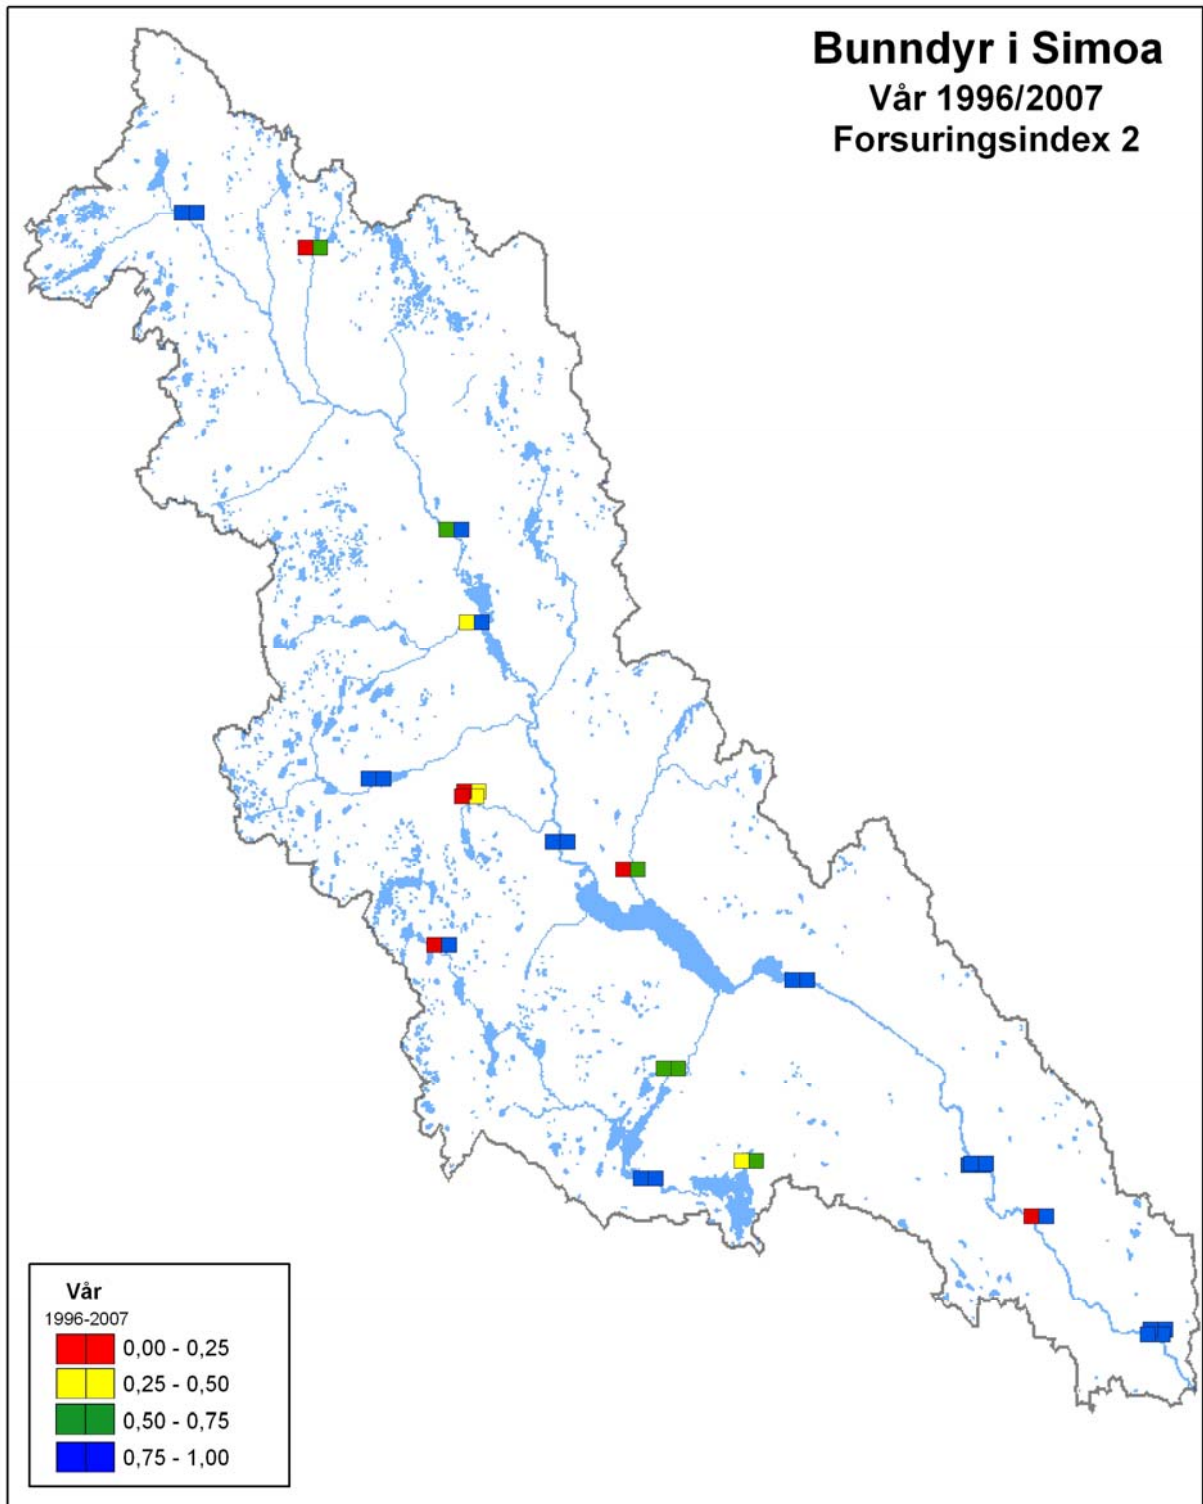 Bunndyr i Simoa
Vår 1996/2007
Forsuringsindex 2
Vår
1996-2007
0,00 - 0,25
0,25 - 0,50
0,50 - 0,75
0,75 - 1,00